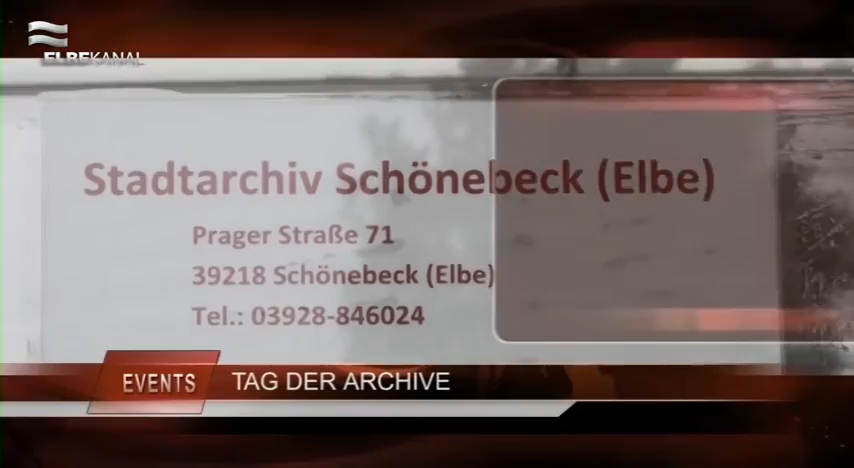 ELBEKANAL
Stadtarchiv Schönebeck (Elbe)
Prager Straße 71
39218 Schönebeck (Elbe)
Tel.: 03928-846024
EVENTS TAG DER ARCHIVE